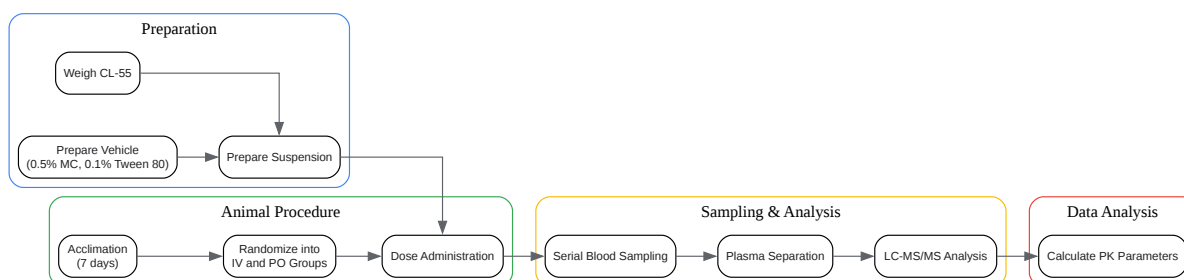 Preparation
Weigh CL-55
Prepare Vehicle
(0.5% MC, 0.1% Tween 80)
Prepare Suspension
Animal Procedure
Acclimation
(7 days)
Randomize into
IV and PO Groups
Dose Administration
Sampling & Analysis
Serial Blood Sampling
Plasma Separation
LC-MS/MS Analysis
Data Analysis
Calculate PK Parameters